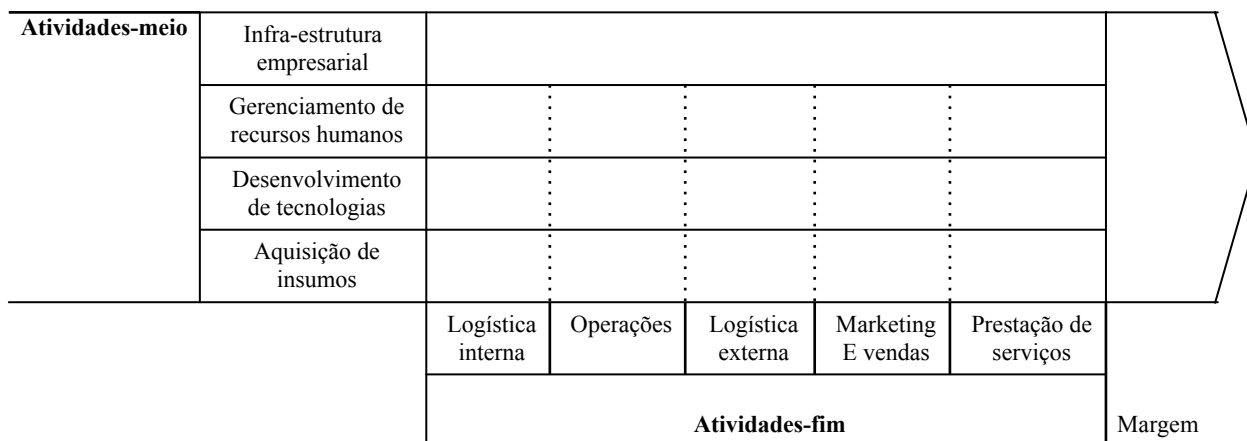 Atividades-meio
Infra-estrutura
empresarial
Gerenciamento de
recursos humanos
Desenvolvimento
de tecnologias
Aquisição de
insumos
Logística
interna
Operações
Logística
externa
Marketing
E vendas
Prestação de
serviços
Atividades-fim
Margem